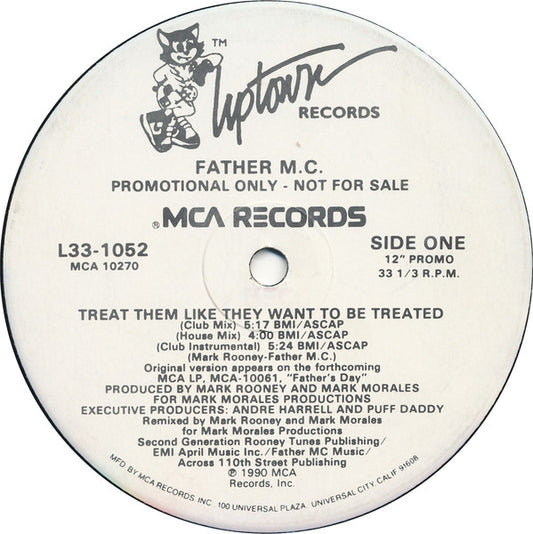 TM
Uptown
RECORDS
FATHER M.C.
PROMOTIONAL ONLY - NOT FOR SALE
® MCA RECORDS
L33-1052
MCA 10270
SIDE ONE
12" PROMO
33 1/3 R.P.M.
TREAT THEM LIKE THEY WANT TO BE TREATED
(Club Mix) 5:17 BMI/ASCAP
(House Mix) 4:00 BMI/ASCAP
(Club Instrumental) 5:24 BMI/ASCAP
(Mark Rooney-Father M.C.)
Original version appears on the forthcoming
MCA LP, MCA-10061, "Father's Day"
PRODUCED BY MARK ROONEY AND MARK MORALES
FOR MARK MORALES PRODUCTIONS
EXECUTIVE PRODUCERS: ANDRE HARRELL AND PUFF DADDY
Remixed by Mark Rooney and Mark Morales
for Mark Morales Productions
Second Generation Rooney Tunes Publishing/
EMI April Music Inc./Father MC Music/
Across 110th Street Publishing
℗ 1990 MCA
Records, Inc.
MFD BY MCA RECORDS, INC. 100 UNIVERSAL PLAZA UNIVERSAL CITY, CALIF 91608